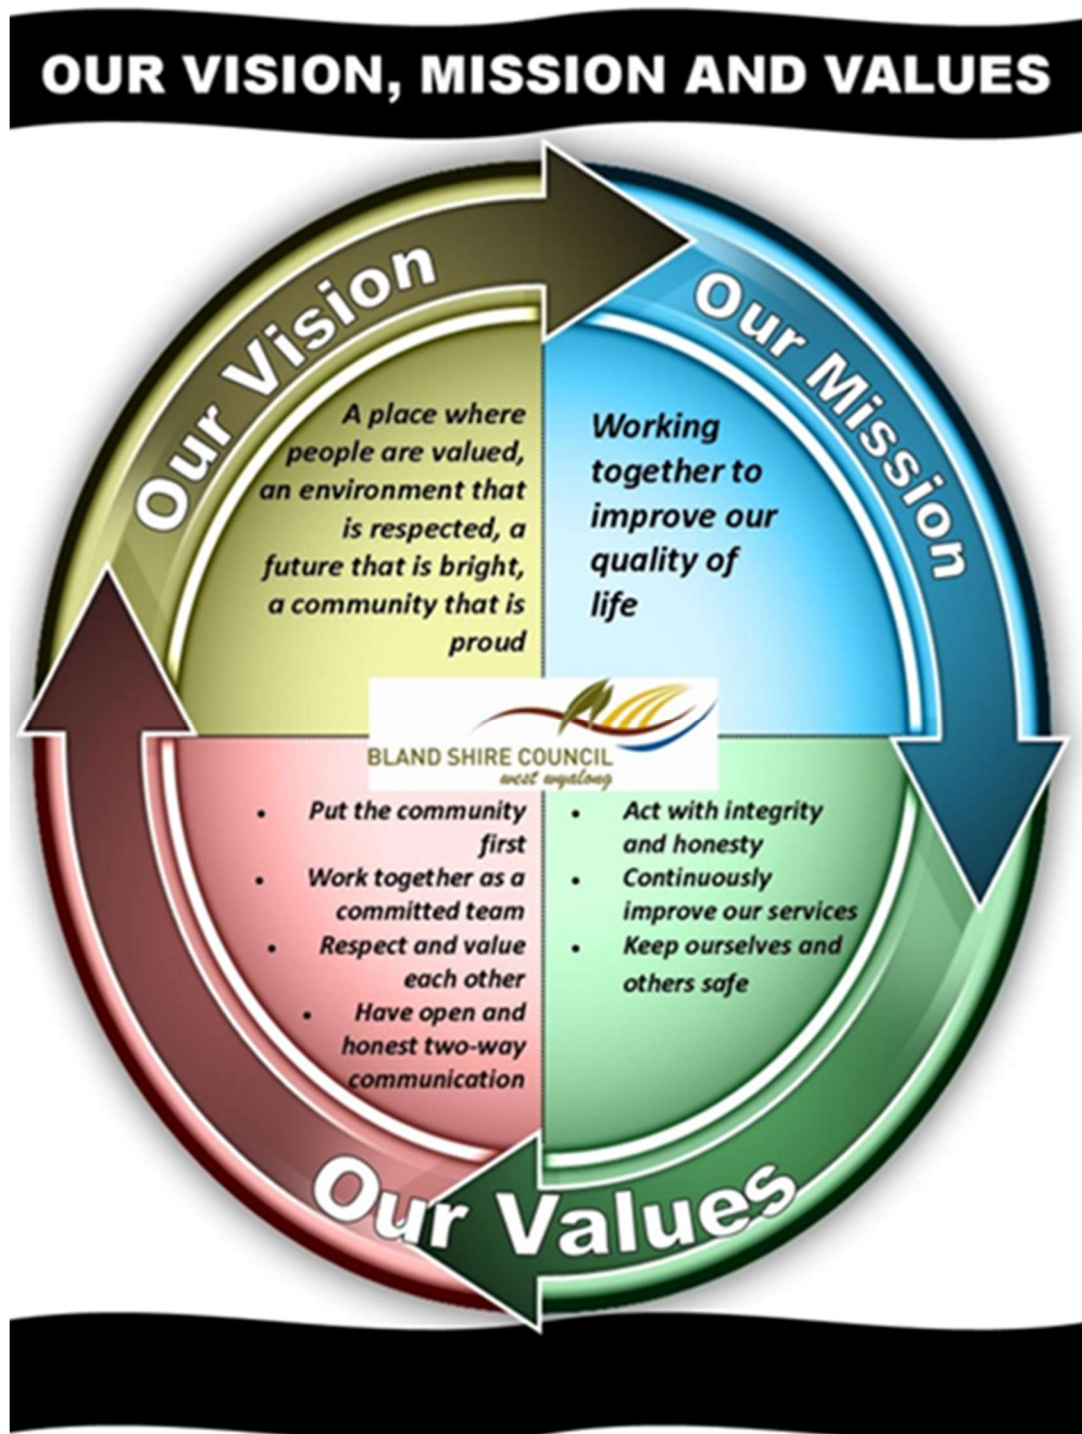 OUR VISION, MISSION AND VALUES
Our Vision
A place where
people are valued,
an environment that
is respected, a
future that is bright,
a community that is
proud
Our Mission
Working
together to
improve our
quality of
life
BLAND SHIRE COUNCIL
west wyalong
• Put the community
first
• Work together as a
committed team
• Respect and value
each other
• Have open and
honest two-way
communication
• Act with integrity
and honesty
• Continuously
improve our services
• Keep ourselves and
others safe
Our Values